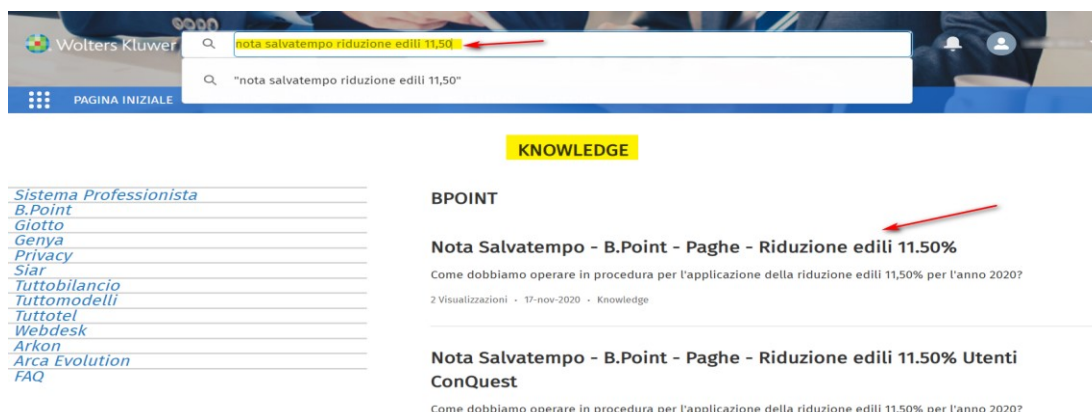 Wolters Kluwer
nota salvatempo riduzione edili 11,50
"nota salvatempo riduzione edili 11,50"
PAGINA INIZIALE
KNOWLEDGE
Sistema Professionista
B.Point
Giotto
Genya
Privacy
Siar
Tuttobilancio
Tuttomodelli
Tuttotel
Webdesk
Arkon
Arca Evolution
FAQ
BPOINT
Nota Salvatempo - B.Point - Paghe - Riduzione edili 11.50%
Come dobbiamo operare in procedura per l'applicazione della riduzione edili 11,50% per l'anno 2020?
2 Visualizzazioni • 17-nov-2020 • Knowledge
Nota Salvatempo - B.Point - Paghe - Riduzione edili 11.50% Utenti
ConQuest
Come dobbiamo operare in procedura per l'applicazione della riduzione edili 11,50% per l'anno 2020?